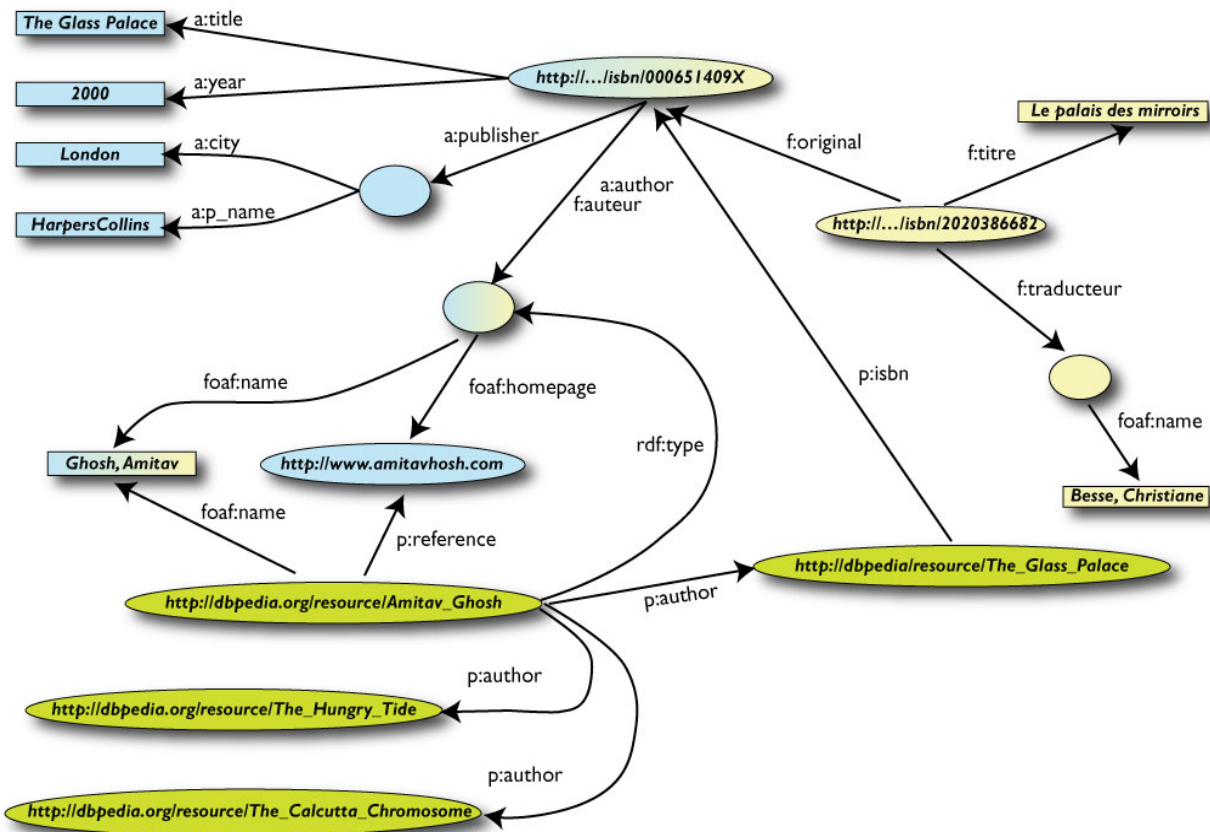 The Glass Palace
a:title
http://.../isbn/000651409X
2000
a:year
Le palais des mirroirs
London
a:city
a:publisher
f:original
f:titre
a:author
f:auteur
HarpersCollins
a:p_name
http://.../isbn/2020386682
f:traducteur
foaf:name
foaf:homepage
p:isbn
foaf:name
rdf:type
Ghosh, Amitav
http://www.amitavhosh.com
Besse, Christiane
foaf:name
p:reference
http://dbpedia/resource/The_Glass_Palace
http://dbpedia.org/resource/Amitav_Ghosh
p:author
p:author
http://dbpedia.org/resource/The_Hungry_Tide
p:author
http://dbpedia.org/resource/The_Calcutta_Chromosome